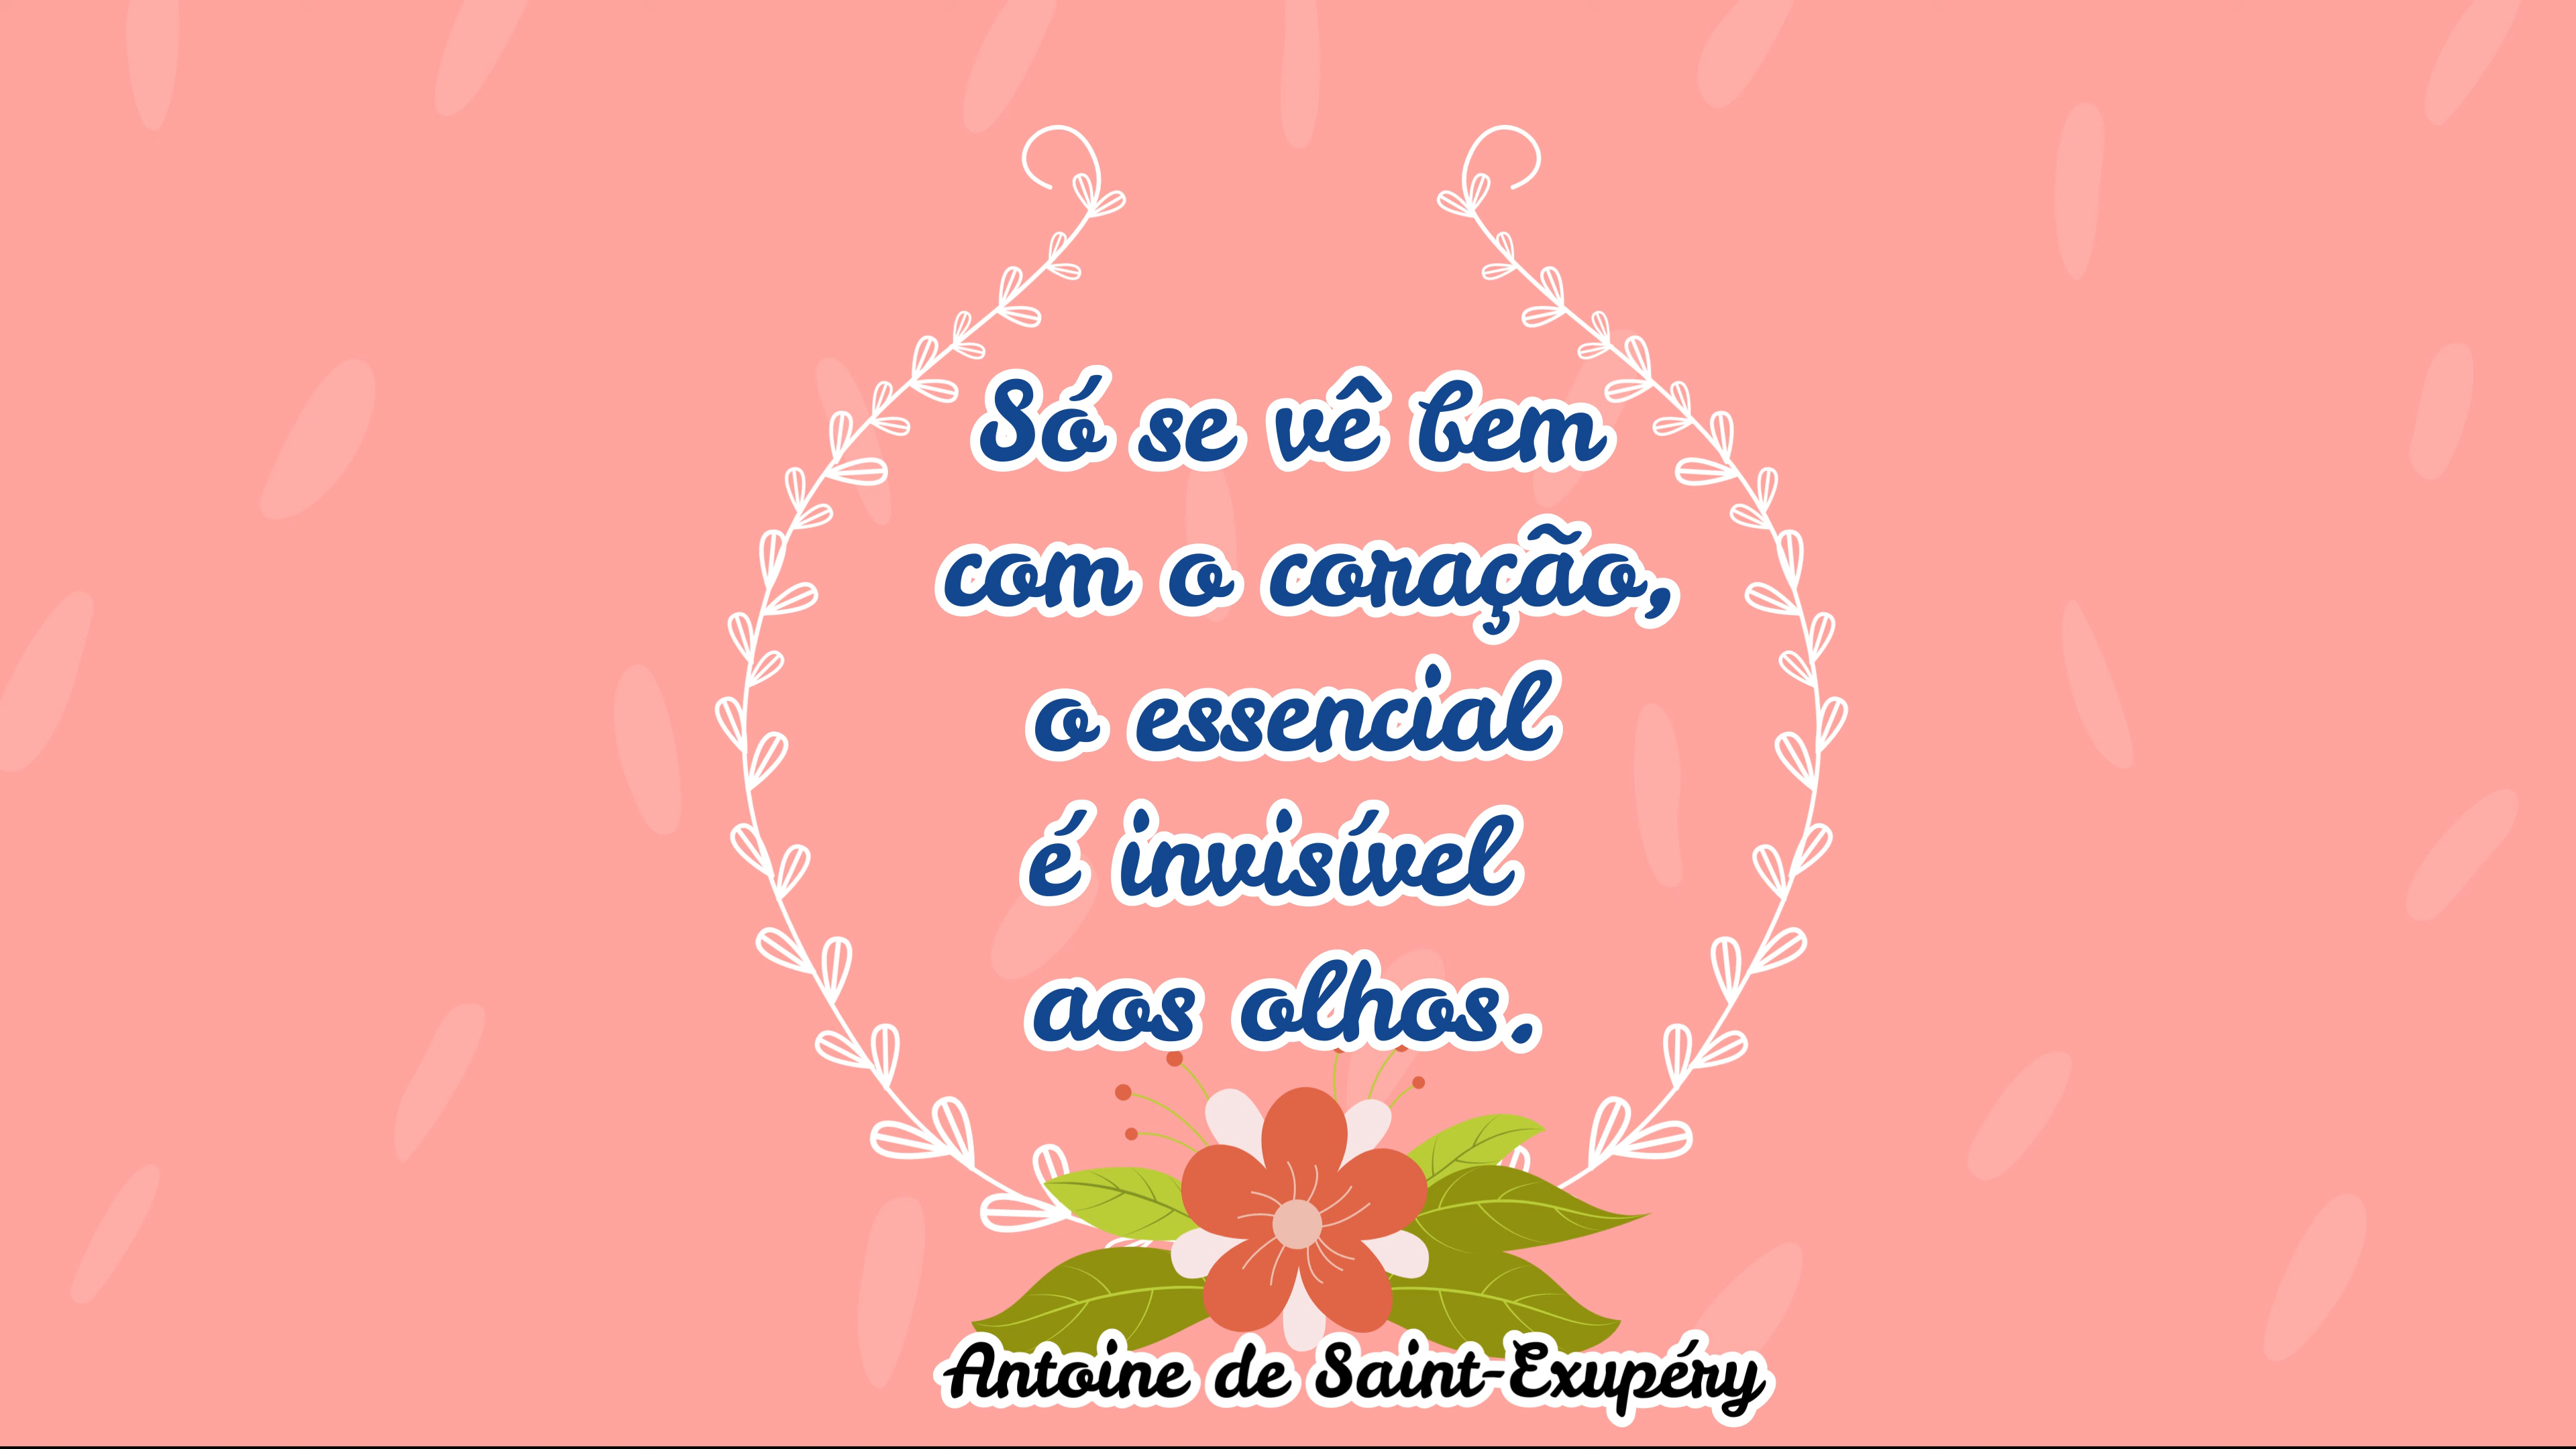 Só se vê bem
com o coração,
o essencial
é invisível
aos olhos.
Antoine de Saint-Exupéry